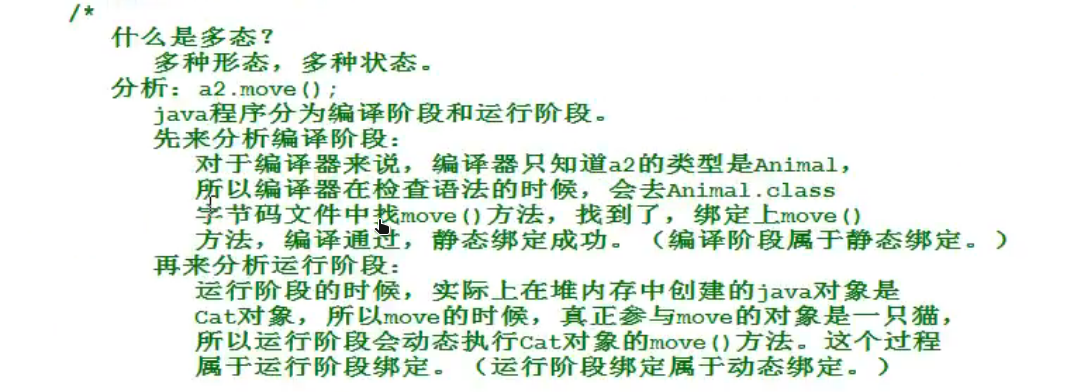 /*
什么是多态？
多种形态，多种状态。
分析：a2.move();
java程序分为编译阶段和运行阶段。
先来分析编译阶段：
对于编译器来说，编译器只知道a2的类型是Animal，
所以编译器在检查语法的时候，会去Animal.class
字节码文件中找move()方法，找到了，绑定上move()
方法，编译通过，静态绑定成功。（编译阶段属于静态绑定。）
再来分析运行阶段：
运行阶段的时候，实际上在堆内存中创建的java对象是
Cat对象，所以move的时候，真正参与move的对象是一只猫，
所以运行阶段会动态执行Cat对象的move()方法。这个过程
属于运行阶段绑定。（运行阶段绑定属于动态绑定。）